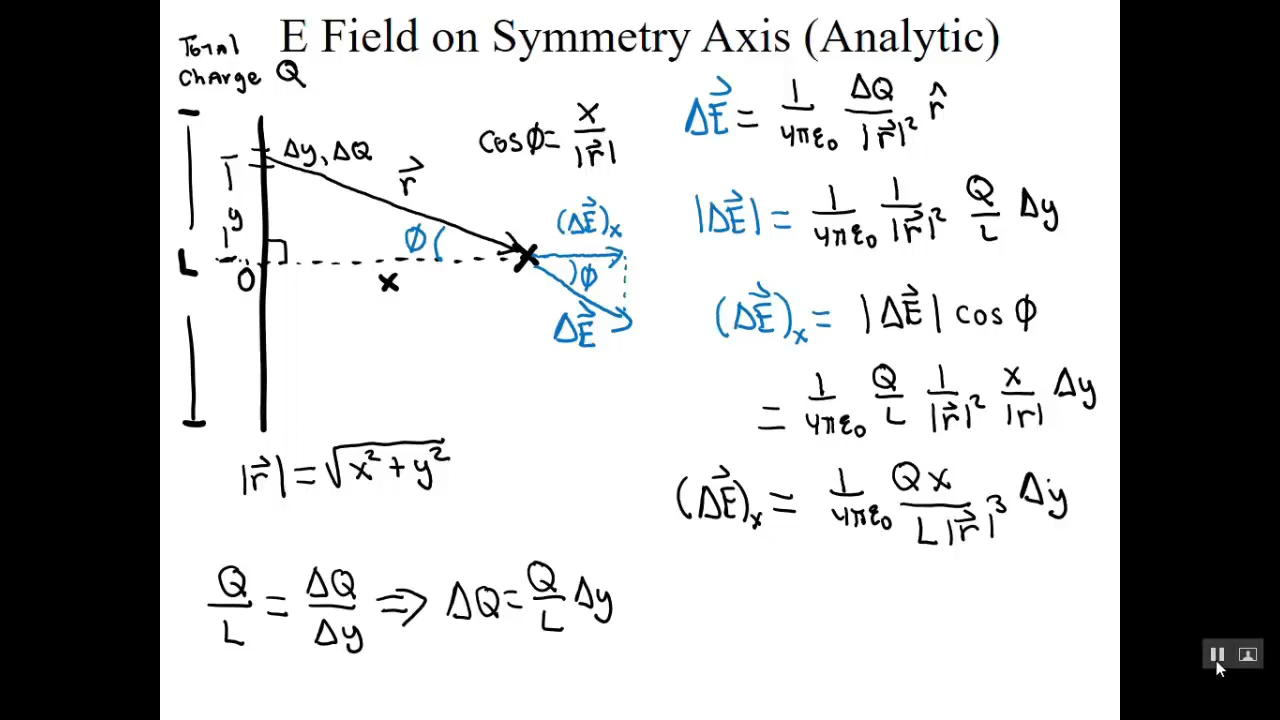 E Field on Symmetry Axis (Analytic)
Total
Charge Q
Δy, ΔQ
r⃗
cosφ = x/|r⃗|
y
L
O
x
φ
(ΔE⃗)ₓ
φ
ΔE⃗
|r⃗| = √(x² + y²)
Q/L = ΔQ/Δy ⇒ ΔQ = Q/L Δy
ΔE⃗ = 1/4πε₀ ΔQ/|r⃗|² r̂
|ΔE⃗| = 1/4πε₀ 1/|r⃗|² Q/L Δy
(ΔE⃗)ₓ = |ΔE⃗| cos φ
= 1/4πε₀ Q/L 1/|r⃗|² x/|r| Δy
(ΔE⃗)ₓ = 1/4πε₀ Qx/L|r⃗|³ Δy